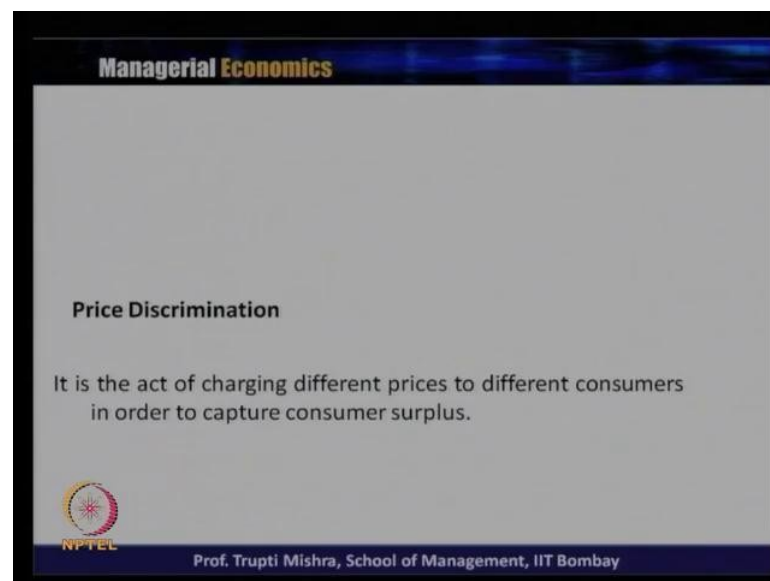 Managerial Economics
Price Discrimination
It is the act of charging different prices to different consumers
in order to capture consumer surplus.
NPTEL
Prof. Trupti Mishra, School of Management, IIT Bombay